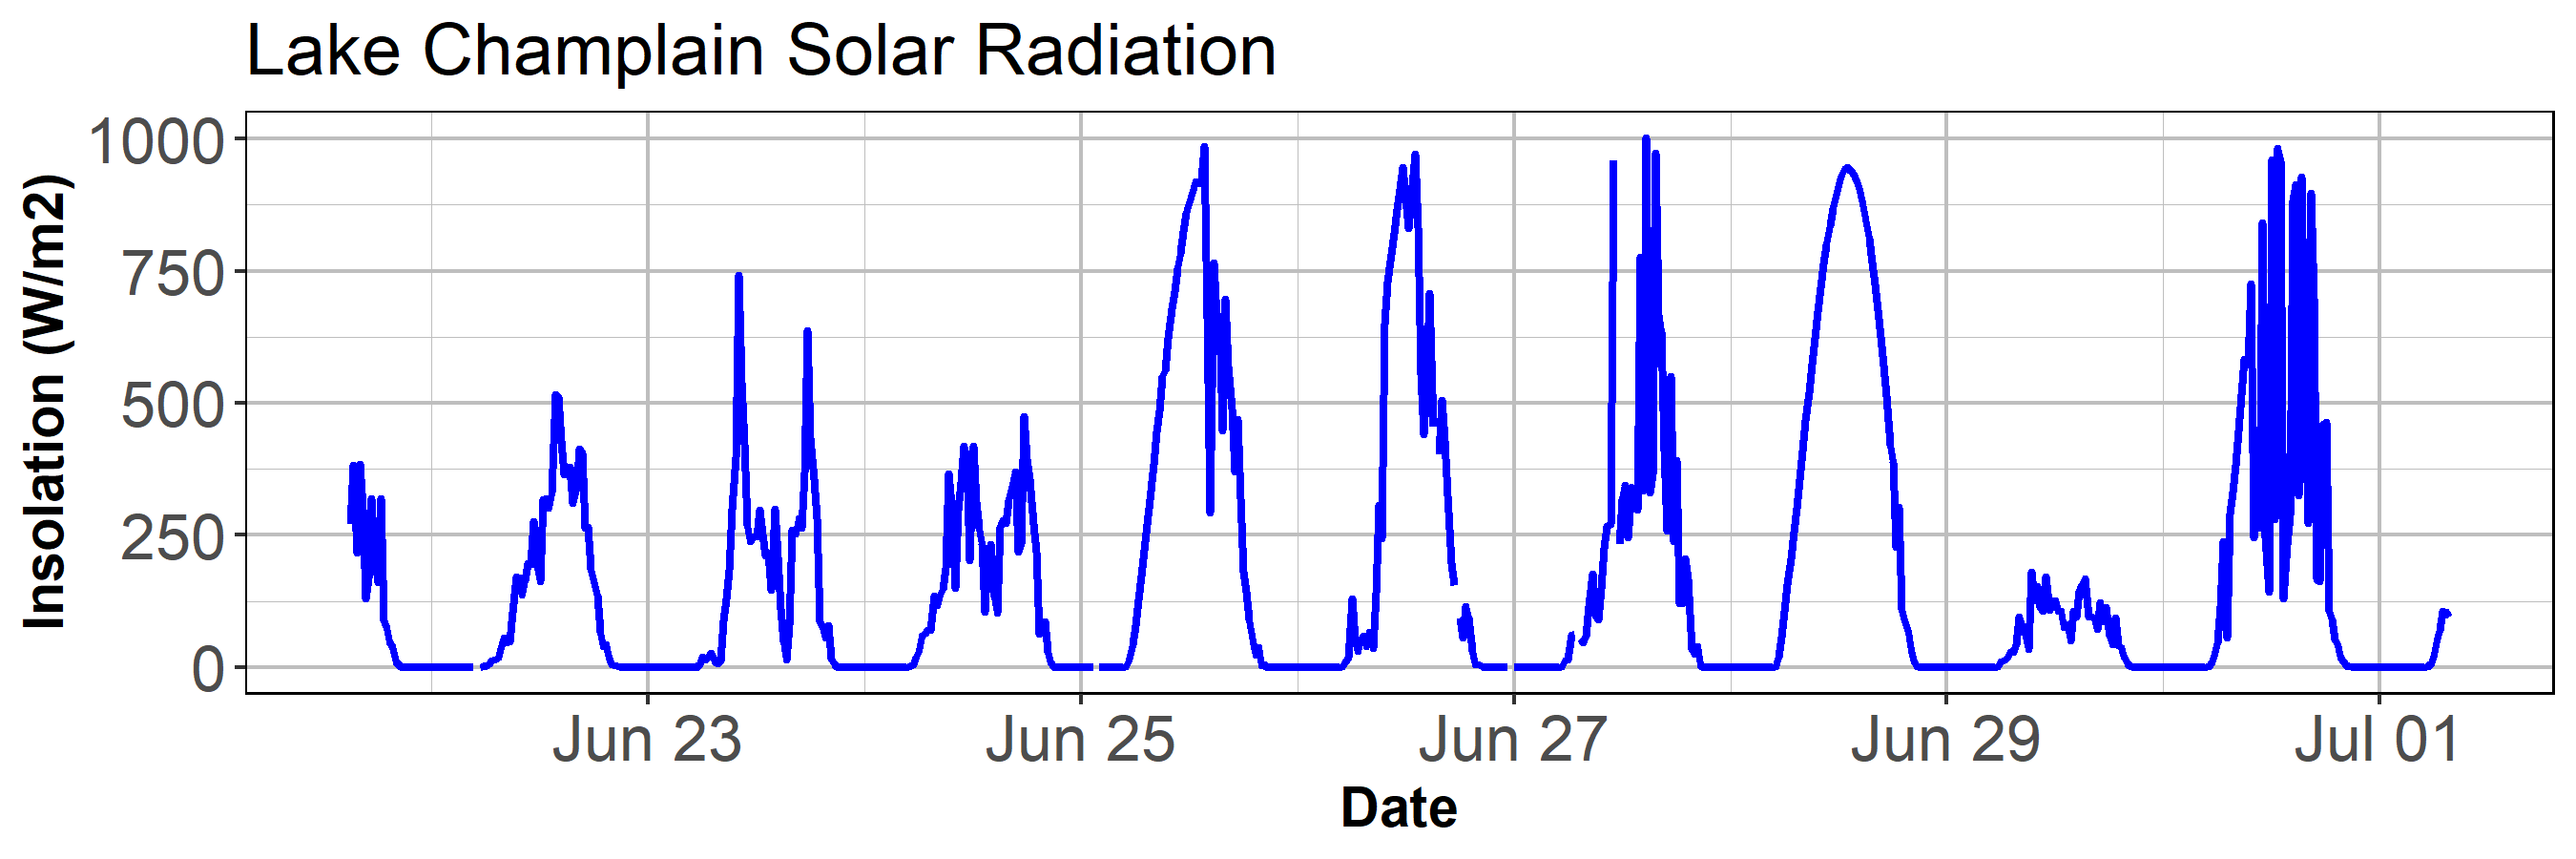 Lake Champlain Solar Radiation
1000
750
500
250
0
Insolation (W/m2)
Jun 23 Jun 25 Jun 27 Jun 29 Jul 01
Date